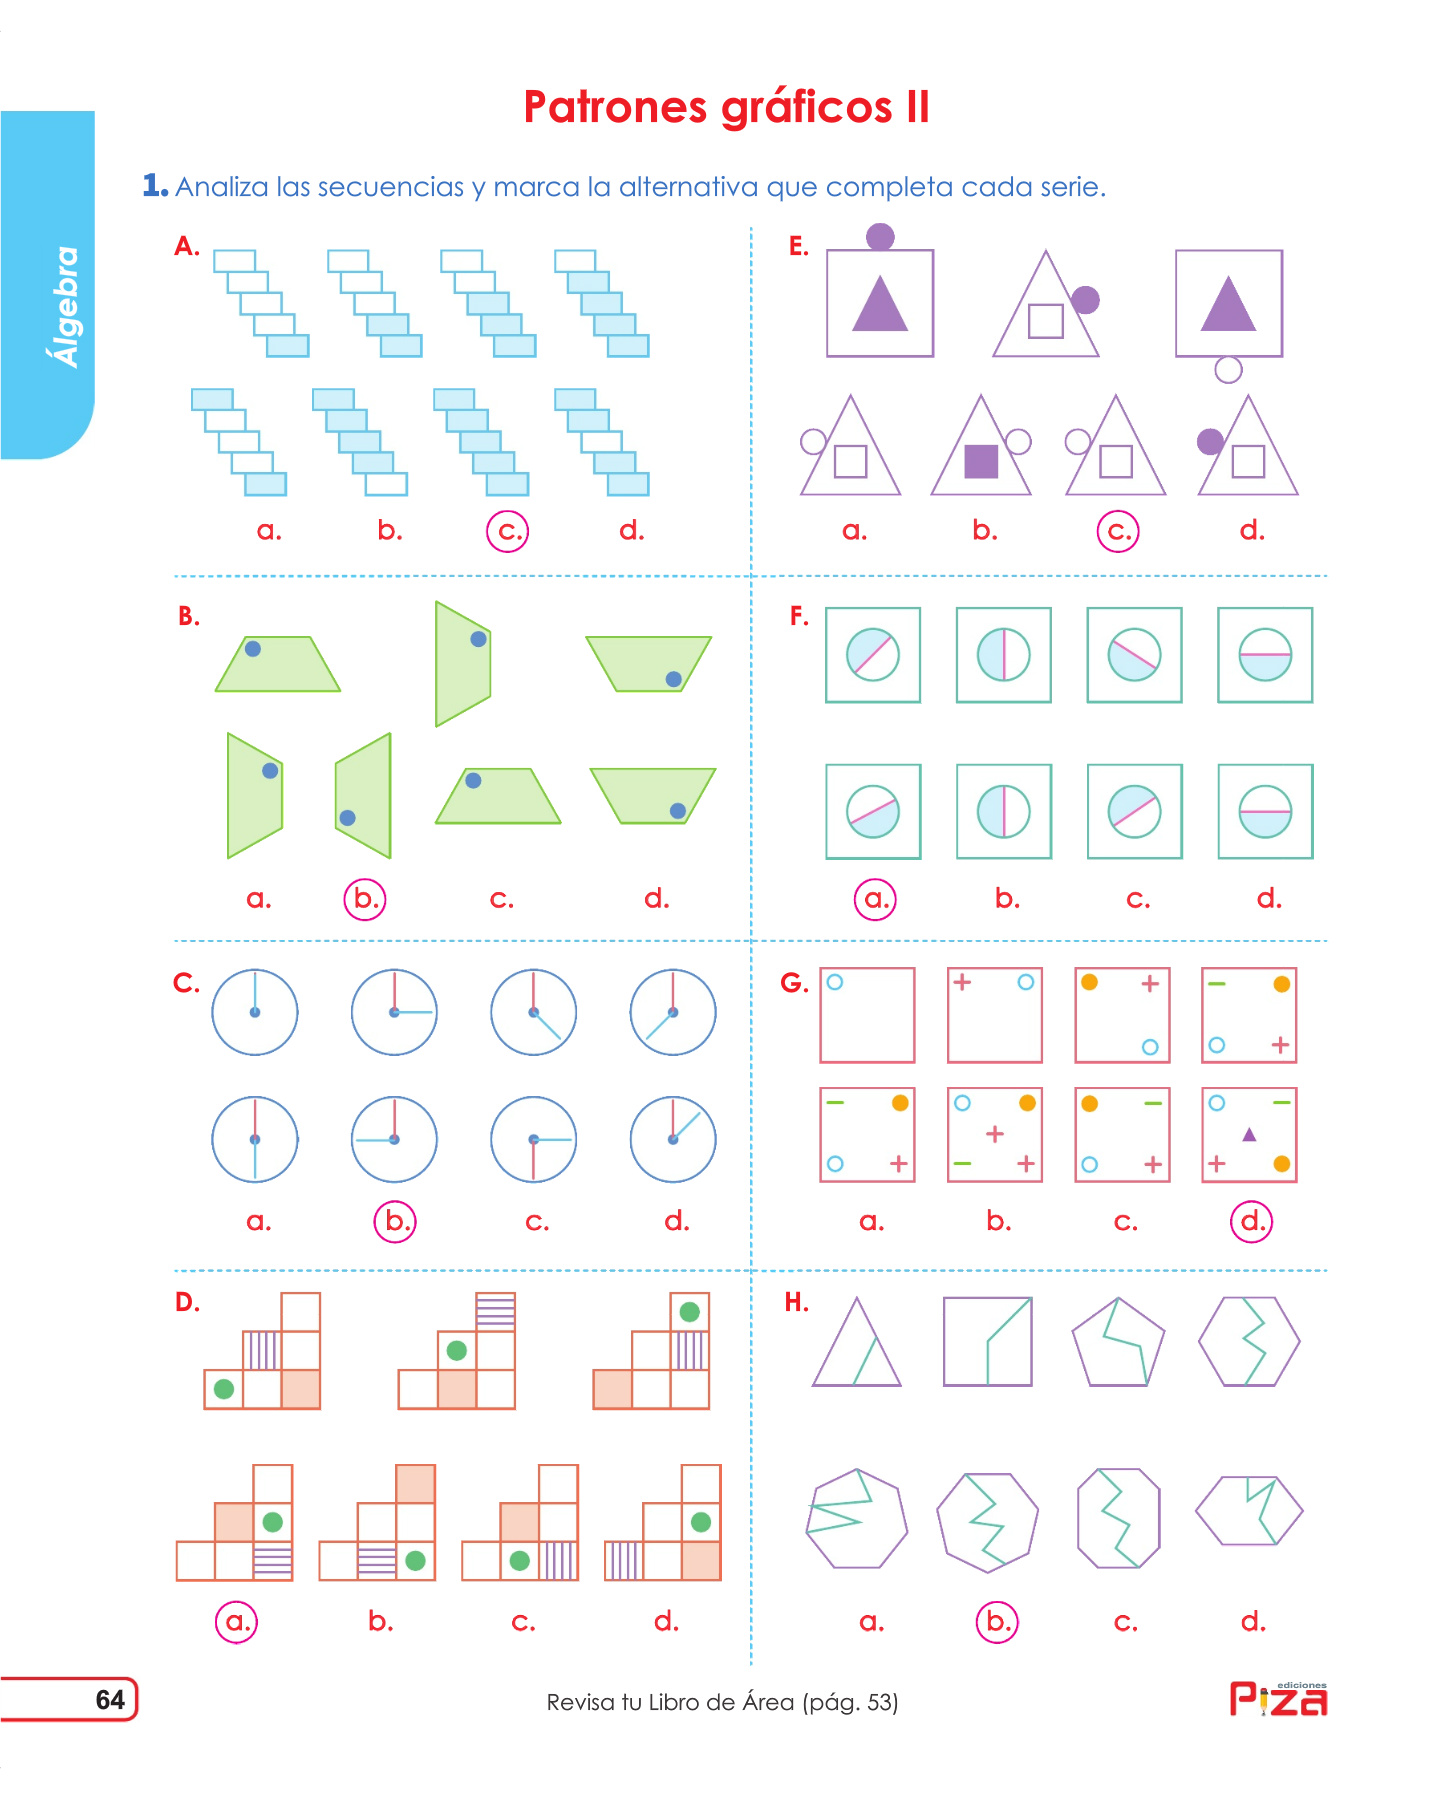 Patrones gráficos II
Álgebra
1. Analiza las secuencias y marca la alternativa que completa cada serie.
A.
a. b. c. d.
E.
a. b. c. d.
B.
a. b. c. d.
F.
a. b. c. d.
C.
a. b. c. d.
G.
a. b. c. d.
D.
a. b. c. d.
H.
a. b. c. d.
64
Revisa tu Libro de Área (pág. 53)
ediciones
Piza